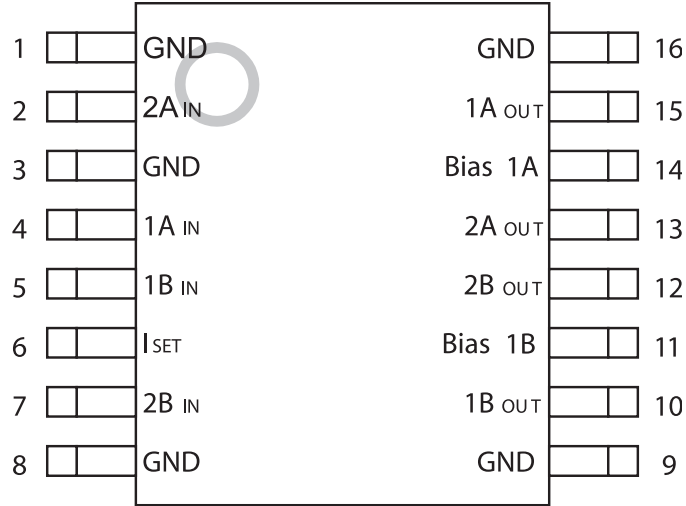 1 GND GND 16
2 2A IN 1A OUT 15
3 GND Bias 1A 14
4 1A IN 2A OUT 13
5 1B IN 2B OUT 12
6 I SET Bias 1B 11
7 2B IN 1B OUT 10
8 GND GND 9